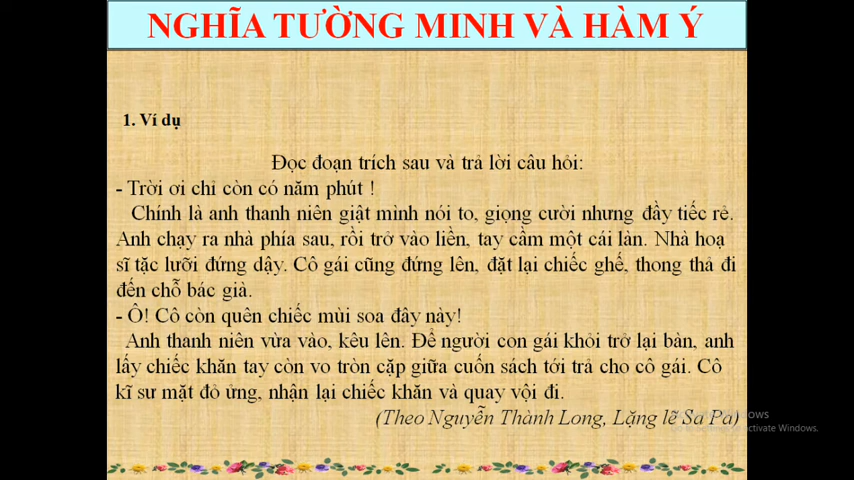 NGHĨA TƯỜNG MINH VÀ HÀM Ý
1. Ví dụ
Đọc đoạn trích sau và trả lời câu hỏi:
- Trời ơi chỉ còn có năm phút !
Chính là anh thanh niên giật mình nói to, giọng cười nhưng đầy tiếc rẻ.
Anh chạy ra nhà phía sau, rồi trở vào liền, tay cầm một cái làn. Nhà hoạ
sĩ tặc lưỡi đứng dậy. Cô gái cũng đứng lên, đặt lại chiếc ghế, thong thả đi
đến chỗ bác già.
- Ô! Cô còn quên chiếc mùi soa đây này!
Anh thanh niên vừa vào, kêu lên. Để người con gái khỏi trở lại bàn, anh
lấy chiếc khăn tay còn vo tròn cặp giữa cuốn sách tới trả cho cô gái. Cô
kĩ sư mặt đỏ ửng, nhận lại chiếc khăn và quay vội đi.
(Theo Nguyễn Thành Long, Lặng lẽ Sa Pa)
Windows.